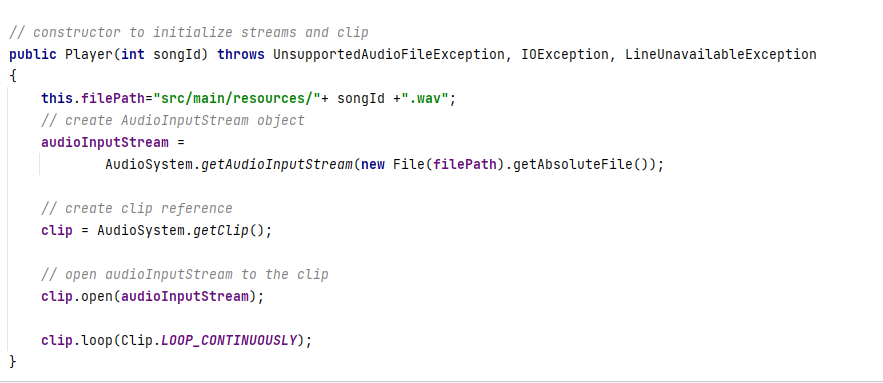 // constructor to initialize streams and clip
public Player(int songId) throws UnsupportedAudioFileException, IOException, LineUnavailableException
{
this.filePath="src/main/resources/"+ songId +".wav";
// create AudioInputStream object
audioInputStream =
AudioSystem.getAudioInputStream(new File(filePath).getAbsoluteFile());
// create clip reference
clip = AudioSystem.getClip();
// open audioInputStream to the clip
clip.open(audioInputStream);
clip.loop(Clip.LOOP_CONTINUOUSLY);
}